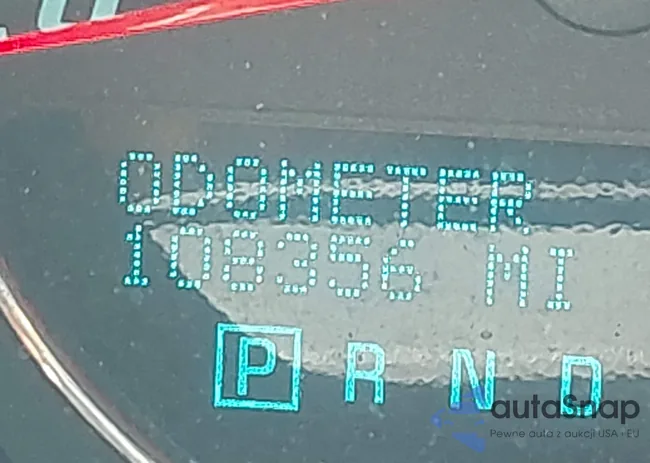 ODOMETER
108356 MI
P R N D
autoSnap
Pewne auta z aukcji USA i EU